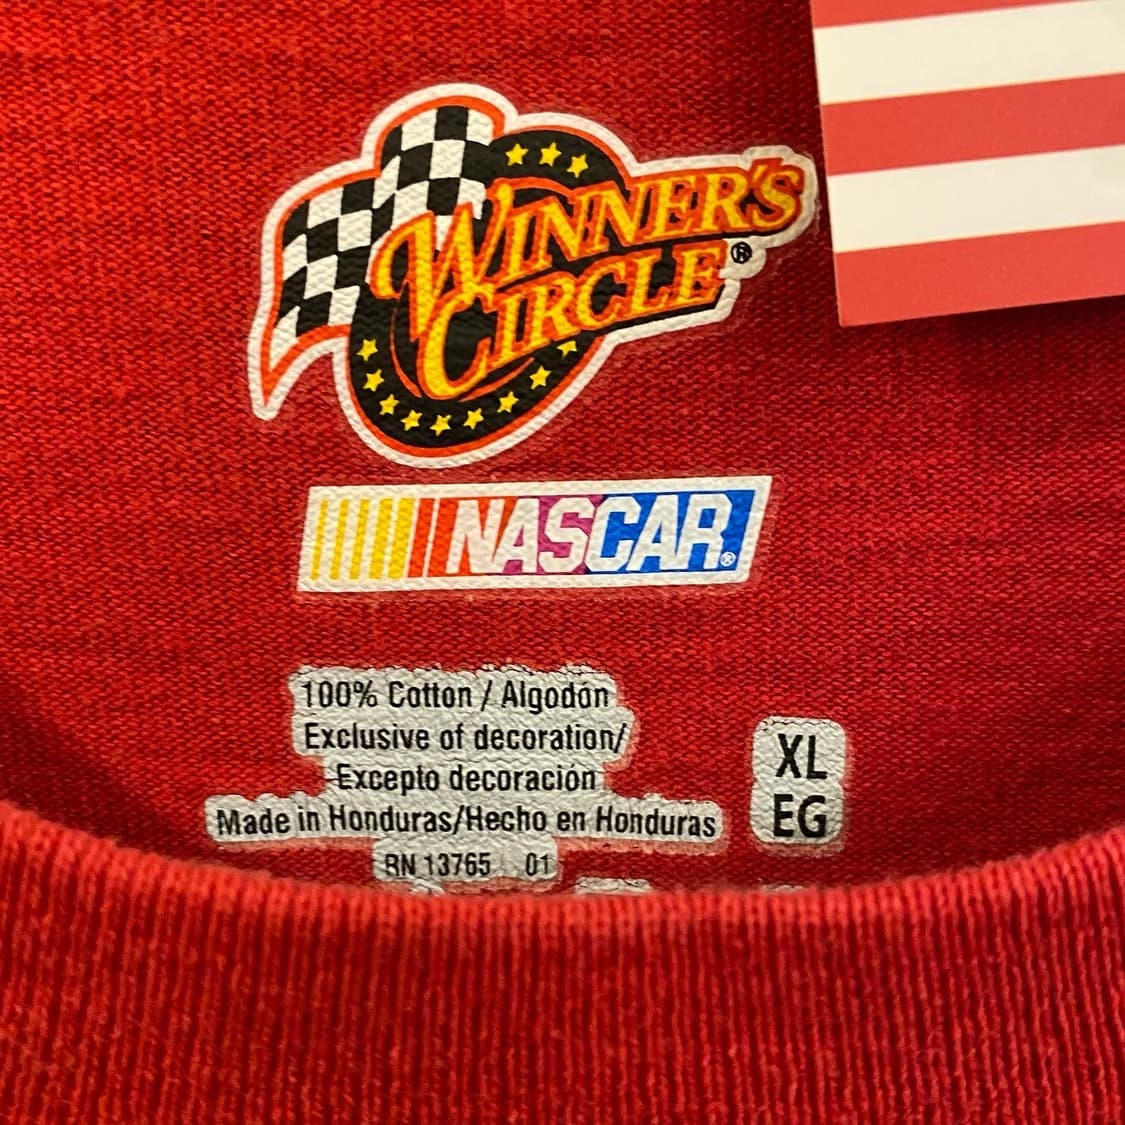 WINNER'S
CIRCLE®
NASCAR®
100% Cotton / Algodón
Exclusive of decoration/
Excepto decoración
Made in Honduras/Hecho en Honduras
RN 13765 01
XL
EG